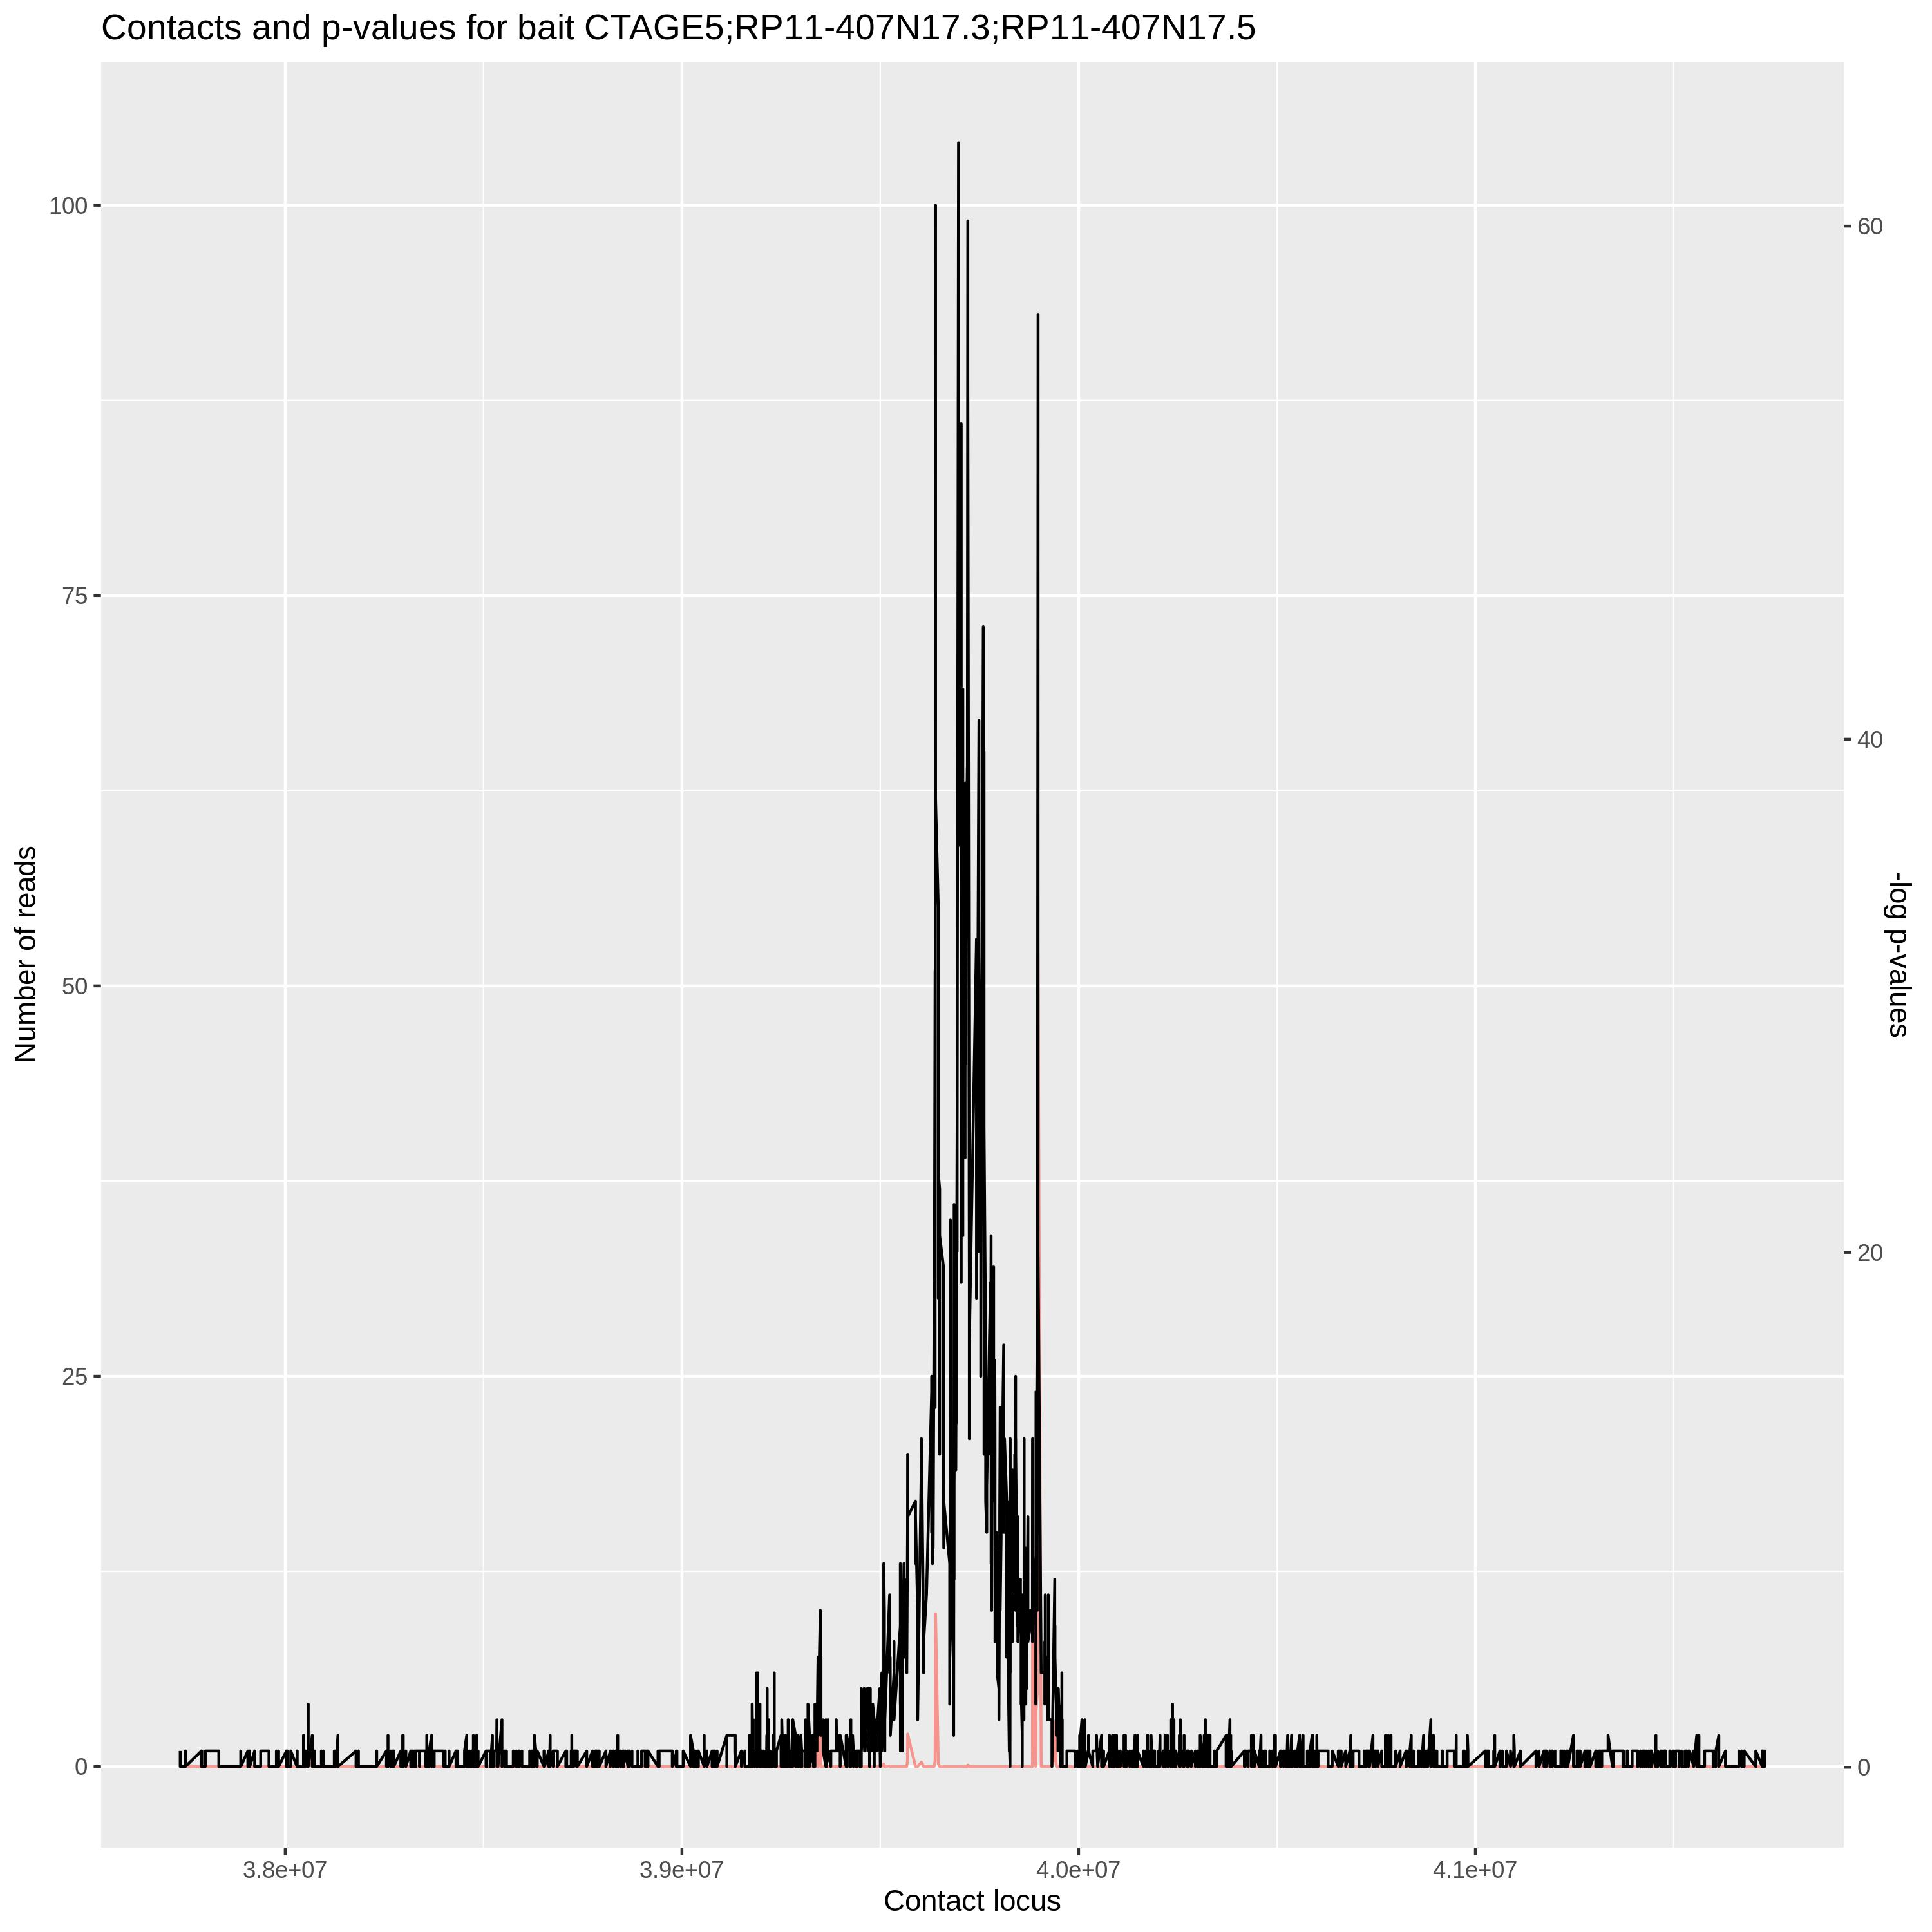 Contacts and p-values for bait CTAGE5;RP11-407N17.3;RP11-407N17.5
100
75
50
25
0
Number of reads
60
40
20
0
-log p-values
3.8e+07
3.9e+07
4.0e+07
4.1e+07
Contact locus